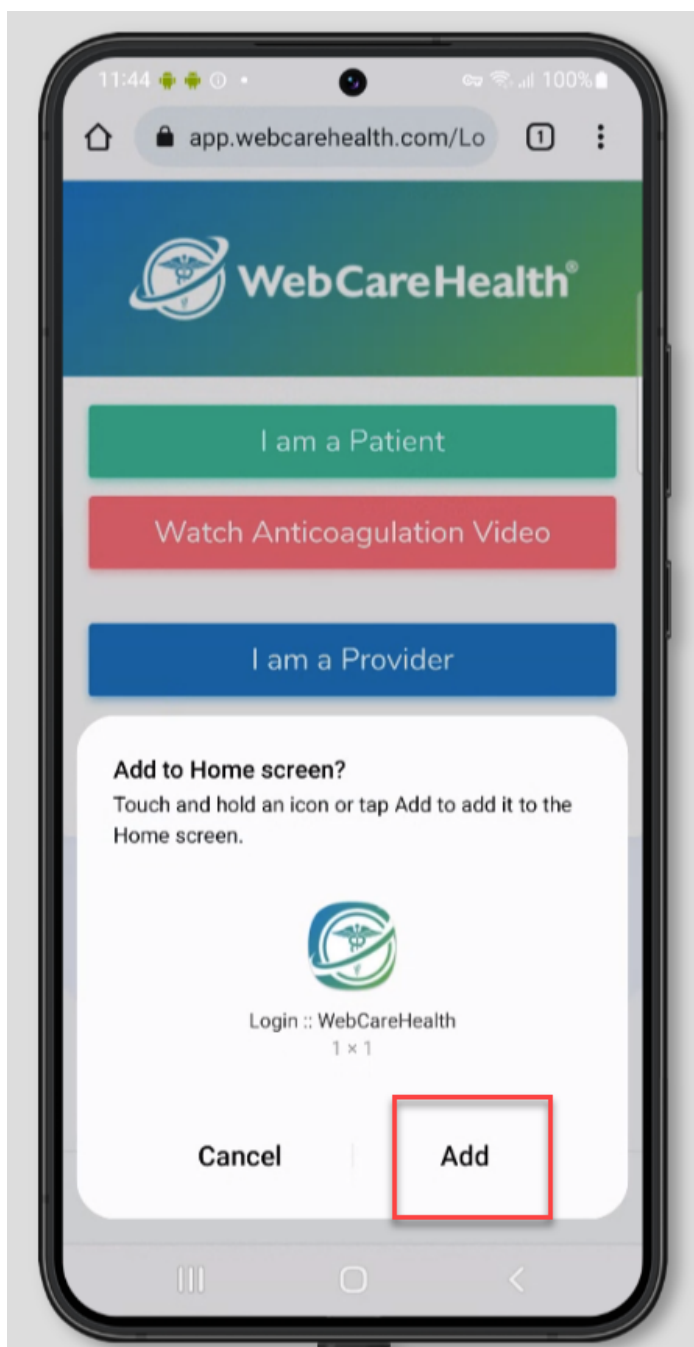 11:44
100%
app.webcarehealth.com/Lo
1
WebCareHealth®
I am a Patient
Watch Anticoagulation Video
I am a Provider
Add to Home screen?
Touch and hold an icon or tap Add to add it to the
Home screen.
Login :: WebCareHealth
1 × 1
Cancel
Add